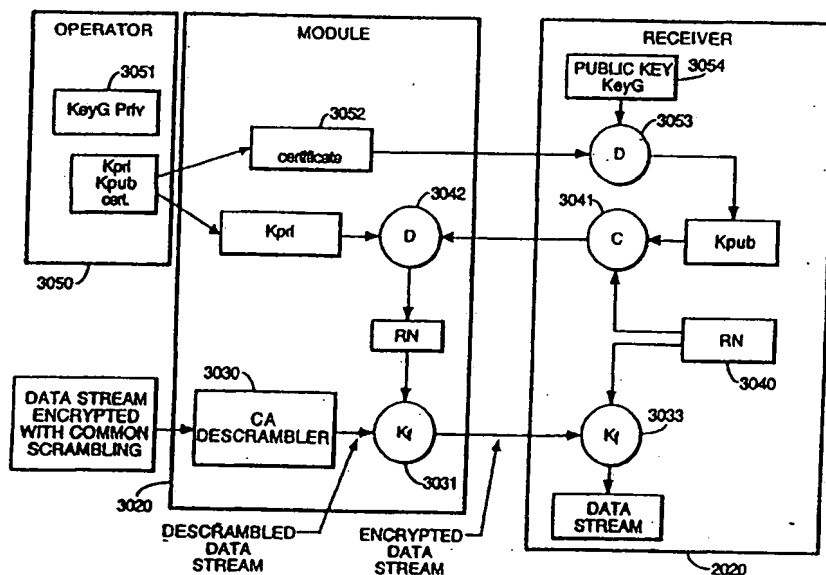 OPERATOR
MODULE
RECEIVER
3051
KeyG Priv
3052
certificate
PUBLIC KEY
KeyG
3054
D
3053
Kpri
Kpub
cert.
3050
3042
D
Kpri
3041
C
Kpub
RN
RN
3040
DATA STREAM
ENCRYPTED
WITH COMMON
SCRAMBLING
3030
CA
DESCRAMBLER
Kf
3031
Kf
3033
DATA
STREAM
3020
DESCRAMBLED
DATA
STREAM
ENCRYPTED
DATA
STREAM
2020